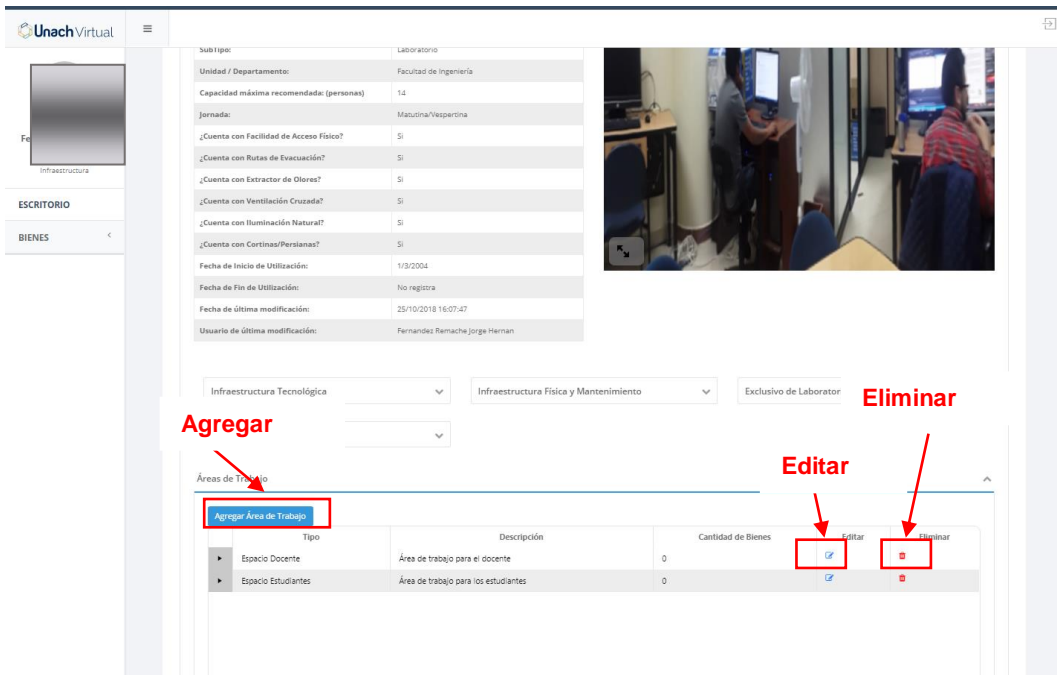 Unach Virtual
SubTipo: Laboratorio
Unidad / Departamento: Facultad de Ingeniería
Capacidad máxima recomendada: (personas) 14
Jornada: Matutina/Vespertina
¿Cuenta con Facilidad de Acceso Físico? Si
Fe
¿Cuenta con Rutas de Evacuación? Si
Infraestructura
¿Cuenta con Extractor de Olores? Si
ESCRITORIO
¿Cuenta con Ventilación Cruzada? Si
¿Cuenta con Iluminación Natural? Si
BIENES
¿Cuenta con Cortinas/Persianas? Si
Fecha de Inicio de Utilización: 1/3/2004
Fecha de Fin de Utilización: No registra
Fecha de última modificación: 25/10/2018 16:07:47
Usuario de última modificación: Fernandez Remache Jorge Hernan
Infraestructura Tecnológica
Infraestructura Física y Mantenimiento
Exclusivo de Laborator
Eliminar
Agregar
Editar
Áreas de Trabajo
Agregar Área de Trabajo
Tipo Descripción Cantidad de Bienes Editar Eliminar
Espacio Docente Área de trabajo para el docente 0
Espacio Estudiantes Área de trabajo para los estudiantes 0